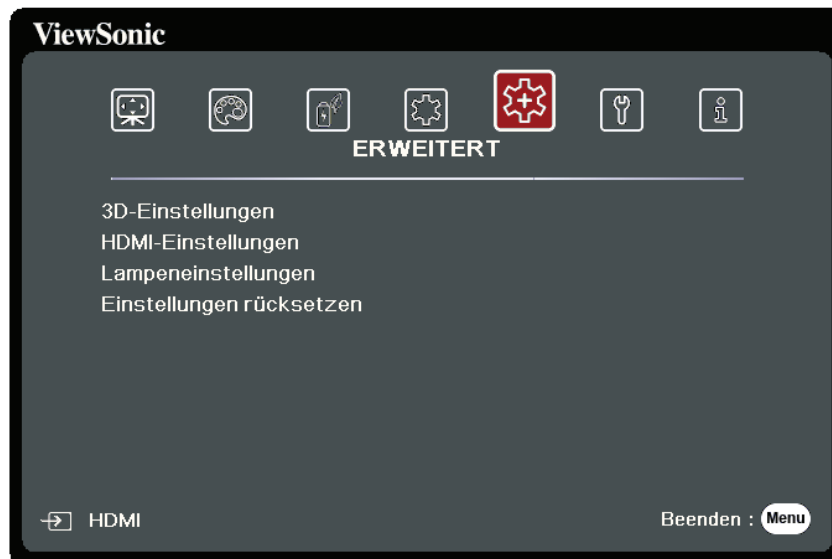 ViewSonic
ERWEITERT
3D-Einstellungen
HDMI-Einstellungen
Lampeneinstellungen
Einstellungen rücksetzen
HDMI
Beenden : Menu